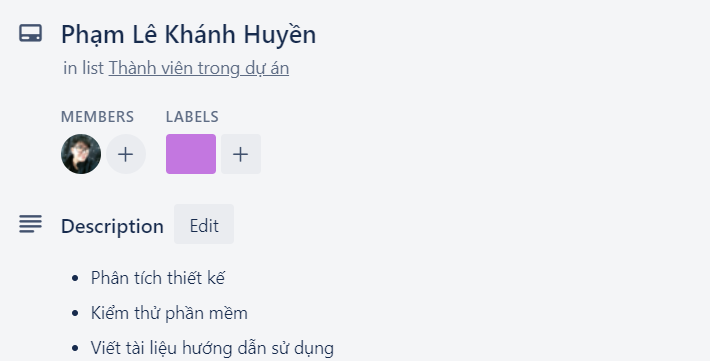 Phạm Lê Khánh Huyền
in list Thành viên trong dự án
MEMBERS LABELS
Description Edit
Phân tích thiết kế
Kiểm thử phần mềm
Viết tài liệu hướng dẫn sử dụng